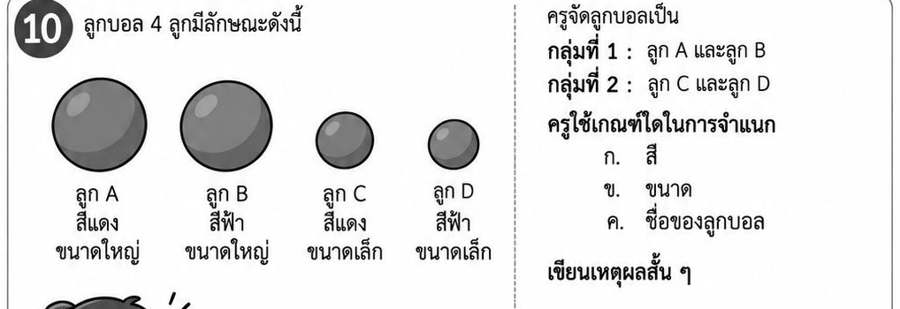 10 ลูกบอล 4 ลูกมีลักษณะดังนี้
ลูก A
สีแดง
ขนาดใหญ่
ลูก B
สีฟ้า
ขนาดใหญ่
ลูก C
สีแดง
ขนาดเล็ก
ลูก D
สีฟ้า
ขนาดเล็ก
ครูจัดลูกบอลเป็น
กลุ่มที่ 1 : ลูก A และลูก B
กลุ่มที่ 2 : ลูก C และลูก D
ครูใช้เกณฑ์ใดในการจำแนก
ก. สี
ข. ขนาด
ค. ชื่อของลูกบอล
เขียนเหตุผลสั้น ๆ